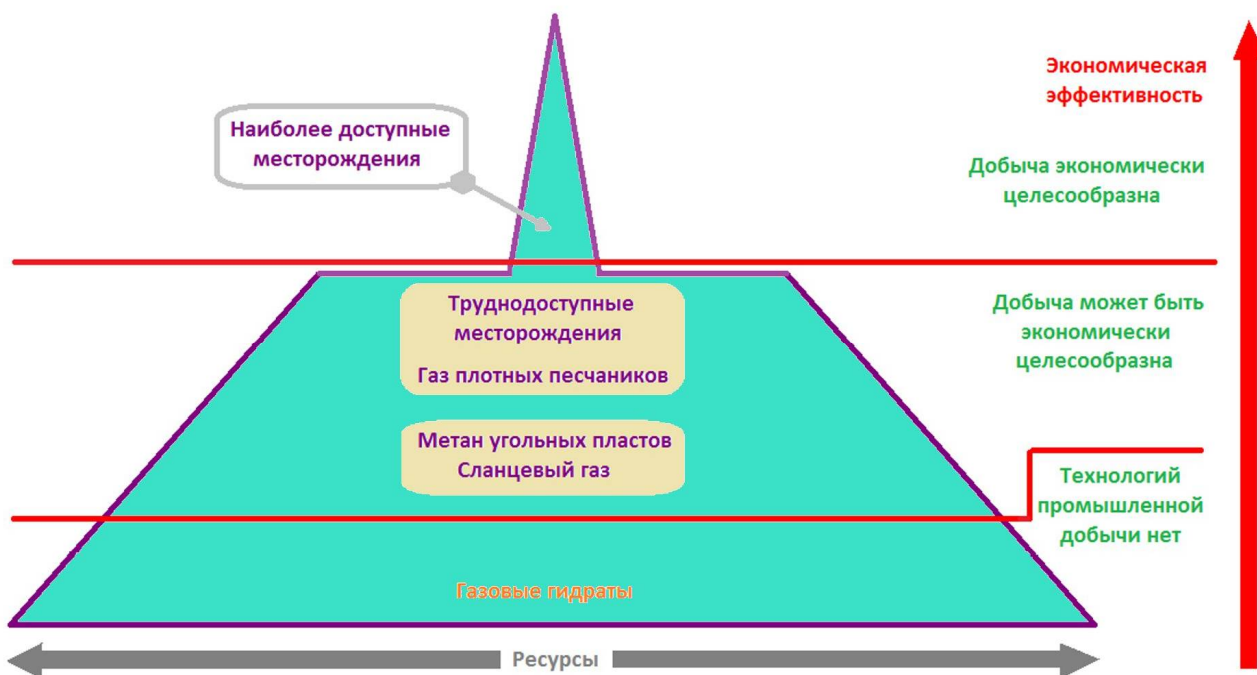 Экономическая
эффективность
Наиболее доступные
месторождения
Добыча экономически
целесообразна
Труднодоступные
месторождения
Газ плотных песчаников
Добыча может быть
экономически
целесообразна
Метан угольных пластов
Сланцевый газ
Технологий
промышленной
добычи нет
Газовые гидраты
Ресурсы